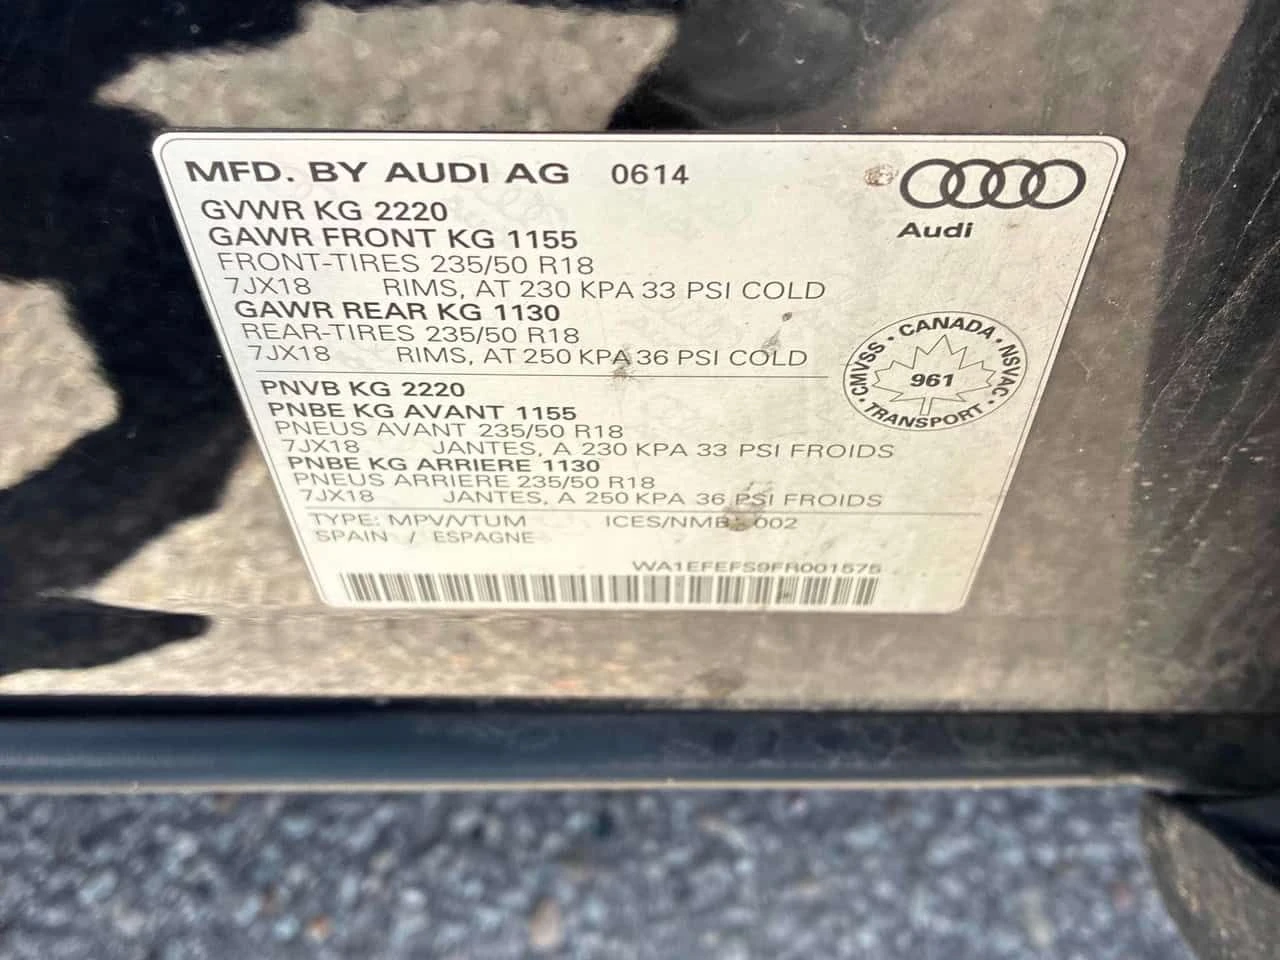 MFD. BY AUDI AG 0614
Audi
GVWR KG 2220
GAWR FRONT KG 1155
FRONT-TIRES 235/50 R18
7JX18 RIMS, AT 230 KPA 33 PSI COLD
GAWR REAR KG 1130
REAR-TIRES 235/50 R18
7JX18 RIMS, AT 250 KPA 36 PSI COLD
CANADA
CMVSS · NSVAC
961
TRANSPORT
PNVB KG 2220
PNBE KG AVANT 1155
PNEUS AVANT 235/50 R18
7JX18 JANTES, A 230 KPA 33 PSI FROIDS
PNBE KG ARRIERE 1130
PNEUS ARRIERE 235/50 R18
7JX18 JANTES, A 250 KPA 36 PSI FROIDS
TYPE: MPV/VTUM ICES/NMB-002
SPAIN / ESPAGNE
WA1EFEFS9FR001575